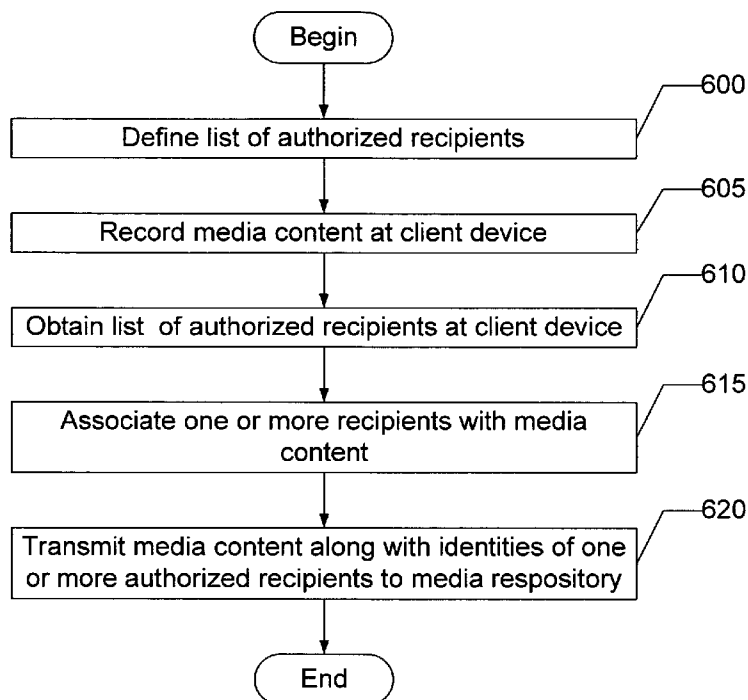 Begin
600
Define list of authorized recipients
605
Record media content at client device
610
Obtain list of authorized recipients at client device
615
Associate one or more recipients with media
content
620
Transmit media content along with identities of one
or more authorized recipients to media respository
End